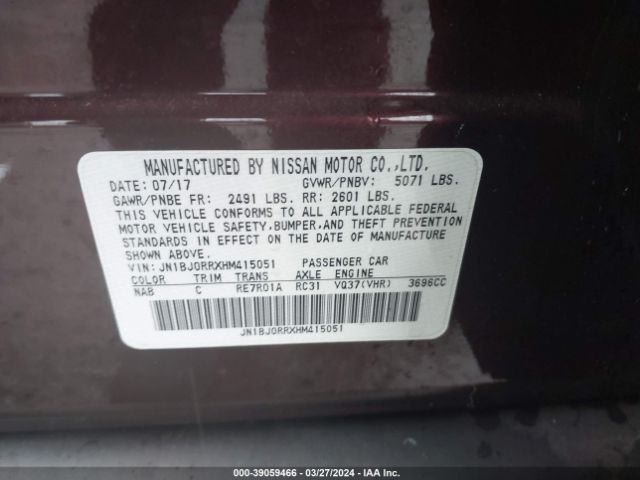 MANUFACTURED BY NISSAN MOTOR CO.,LTD.
DATE: 07/17 GVWR/PNBV: 5071 LBS.
GAWR/PNBE FR: 2491 LBS. RR: 2601 LBS.
THIS VEHICLE CONFORMS TO ALL APPLICABLE FEDERAL
MOTOR VEHICLE SAFETY,BUMPER,AND THEFT PREVENTION
STANDARDS IN EFFECT ON THE DATE OF MANUFACTURE
SHOWN ABOVE.
VIN: JN1BJ0RRXHM415051 PASSENGER CAR
COLOR TRIM TRANS AXLE ENGINE
NAB C RE7R01A RC31 VQ37(VHR) 3696CC
JN1BJ0RRXHM415051
000-39059466 - 03/27/2024 - IAA Inc.